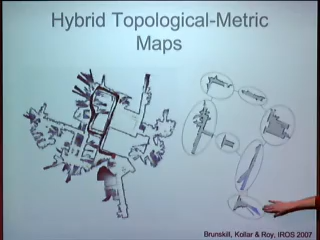 Hybrid Topological-Metric
Maps
Brunskill, Kollar & Roy, IROS 2007